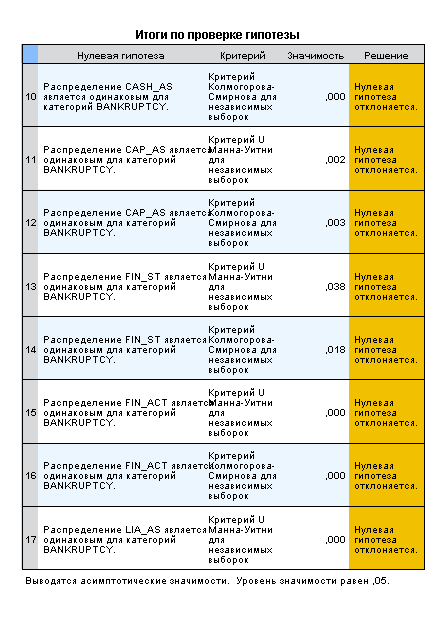 Итоги по проверке гипотезы
Нулевая гипотеза Критерий Значимость Решение
10 Распределение CASH_AS является одинаковым для категорий BANKRUPTCY. Критерий Колмогорова-Смирнова для независимых выборок ,000 Нулевая гипотеза отклоняется.
11 Распределение CAP_AS является одинаковым для категорий BANKRUPTCY. Критерий U Манна-Уитни для независимых выборок ,002 Нулевая гипотеза отклоняется.
12 Распределение CAP_AS является одинаковым для категорий BANKRUPTCY. Критерий Колмогорова-Смирнова для независимых выборок ,003 Нулевая гипотеза отклоняется.
13 Распределение FIN_ST является одинаковым для категорий BANKRUPTCY. Критерий U Манна-Уитни для независимых выборок ,038 Нулевая гипотеза отклоняется.
14 Распределение FIN_ST является одинаковым для категорий BANKRUPTCY. Критерий Колмогорова-Смирнова для независимых выборок ,018 Нулевая гипотеза отклоняется.
15 Распределение FIN_ACT является одинаковым для категорий BANKRUPTCY. Критерий U Манна-Уитни для независимых выборок ,000 Нулевая гипотеза отклоняется.
16 Распределение FIN_ACT является одинаковым для категорий BANKRUPTCY. Критерий Колмогорова-Смирнова для независимых выборок ,000 Нулевая гипотеза отклоняется.
17 Распределение LIA_AS является одинаковым для категорий BANKRUPTCY. Критерий U Манна-Уитни для независимых выборок ,000 Нулевая гипотеза отклоняется.
Выводятся асимптотические значимости. Уровень значимости равен ,05.